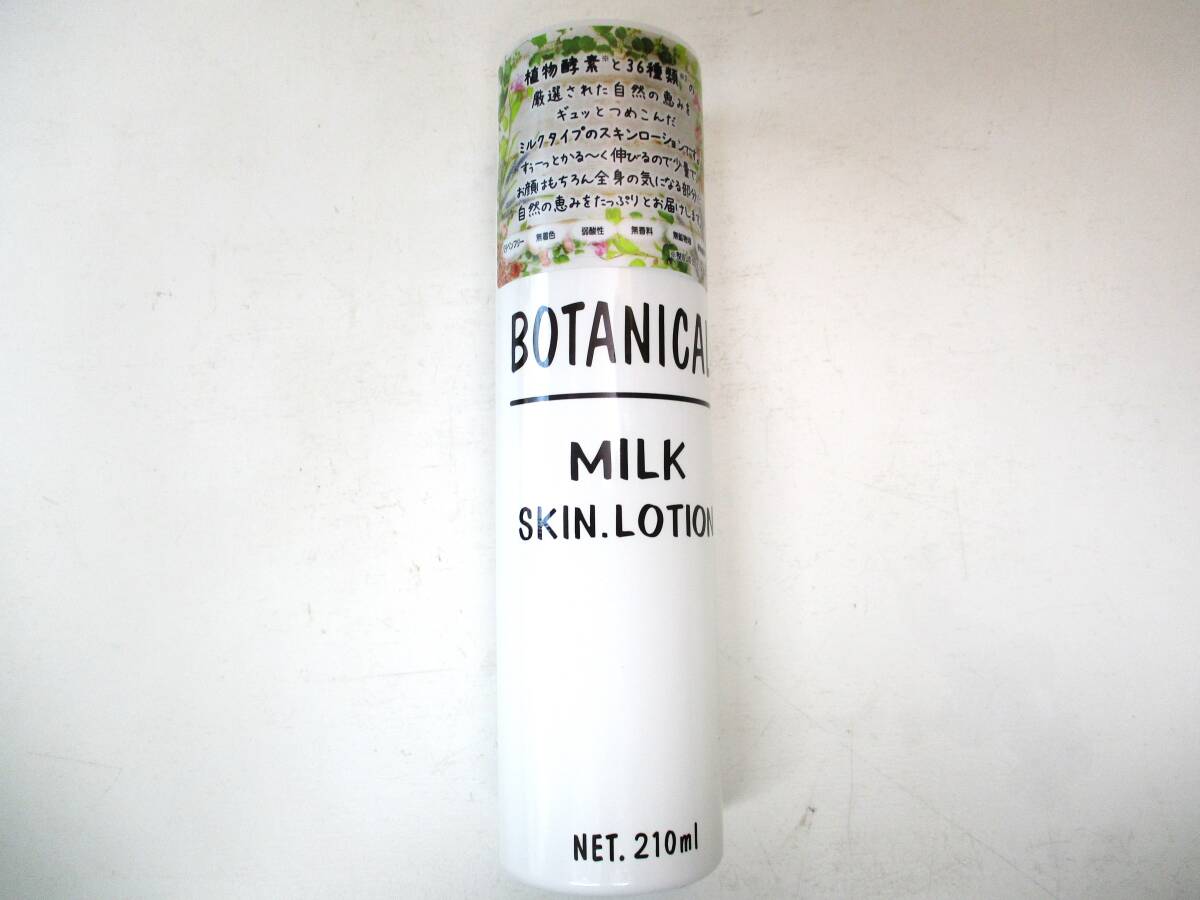 植物酵素※と36種類※の
厳選された自然の恵みを
ギュッとつめこんだ
ミルクタイプのスキンローションです
すぅーっとかる〜く伸びるので少量で
お顔はもちろん全身の気になる部分
自然の恵みをたっぷりとお届けします
無着色 弱酸性 無香料
BOTANICAL
MILK
SKIN.LOTION
NET. 210ml